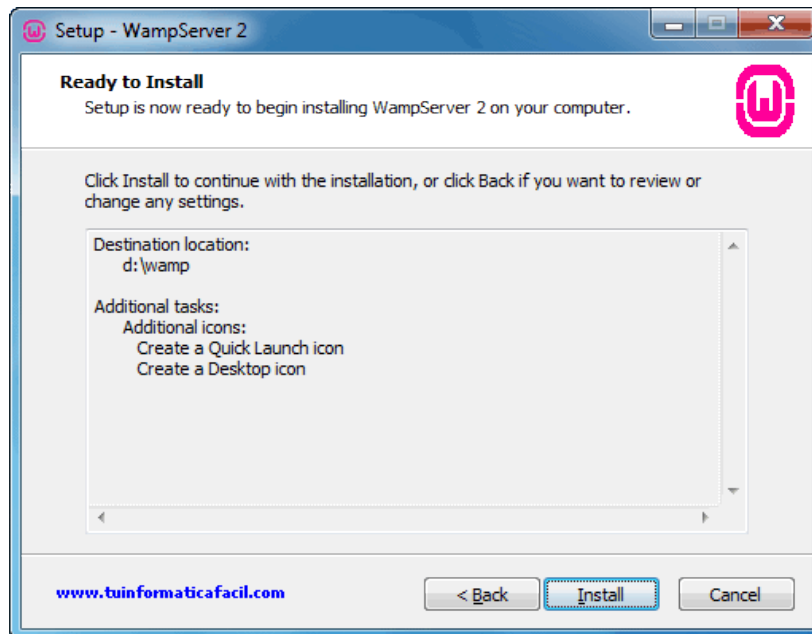 Setup - WampServer 2
Ready to Install
Setup is now ready to begin installing WampServer 2 on your computer.
Click Install to continue with the installation, or click Back if you want to review or
change any settings.
Destination location:
d:\wamp
Additional tasks:
Additional icons:
Create a Quick Launch icon
Create a Desktop icon
www.tuinformaticafacil.com
< Back
Install
Cancel